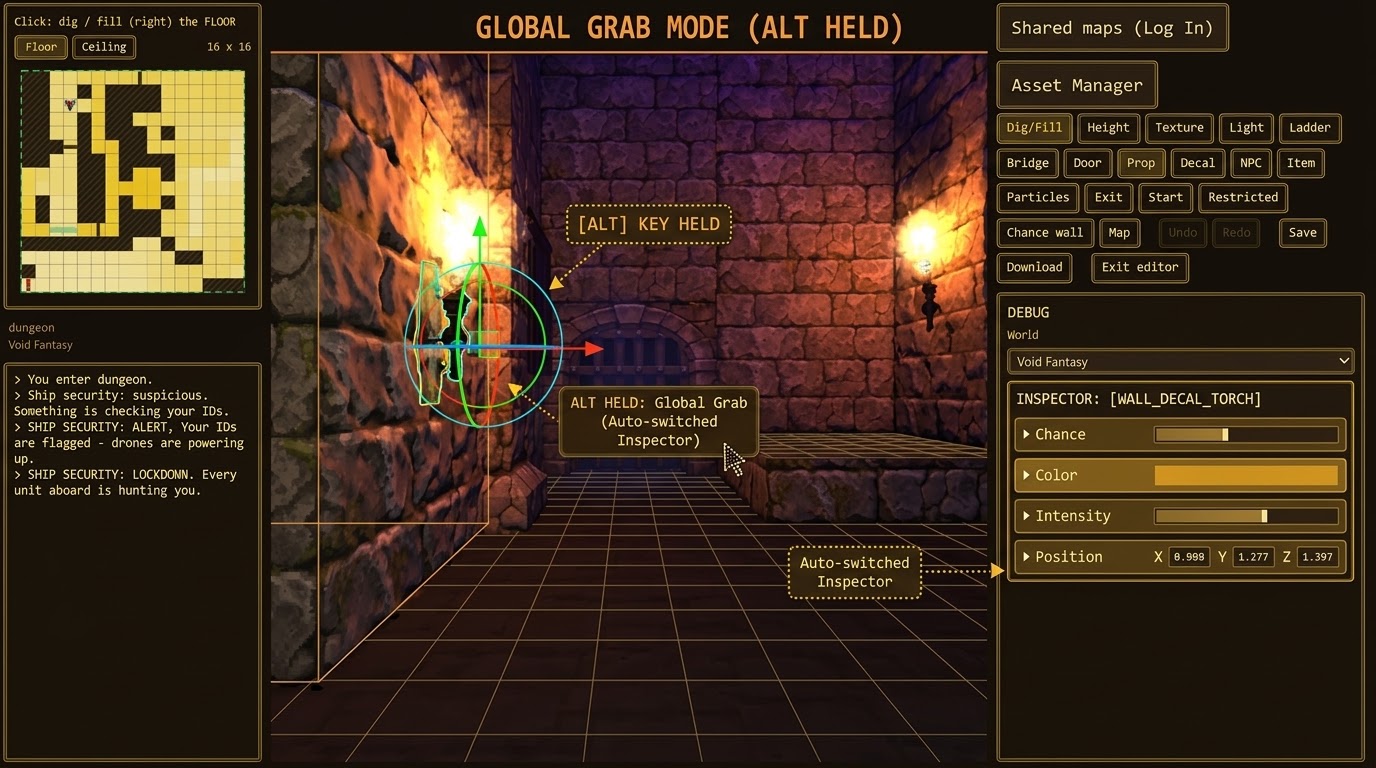 Click: dig / fill (right) the FLOOR
Floor
Ceiling
16 x 16
dungeon
Void Fantasy
> You enter dungeon.
> Ship security: suspicious.
Something is checking your IDs.
> SHIP SECURITY: ALERT, Your IDs
are flagged - drones are powering
up.
> SHIP SECURITY: LOCKDONN. Every
unit aboard is hunting you.
GLOBAL GRAB MODE (ALT HELD)
[ALT] KEY HELD
ALT HELD: Global Grab
(Auto-switched
Inspector)
Auto-switched
Inspector
Shared maps (Log In)
Asset Manager
Dig/Fill
Height
Texture
Light
Ladder
Bridge
Door
Prop
Decal
NPC
Item
Particles
Exit
Start
Restricted
Chance wall
Map
Undo
Redo
Save
Download
Exit editor
DEBUG
World
Void Fantasy
INSPECTOR: [WALL_DECAL_TORCH]
Chance
Color
Intensity
Position X 0.998 Y 1.277 Z 1.397